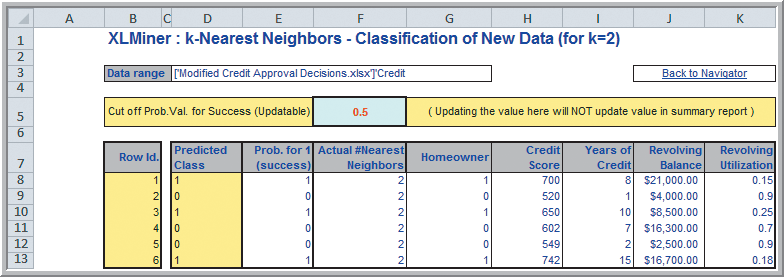 A B C D E F G H I J K
1 XLMiner : k-Nearest Neighbors - Classification of New Data (for k=2)
2
3 Data range ['Modified Credit Approval Decisions.xlsx']'Credit Back to Navigator
4
5 Cut off Prob.Val. for Success (Updatable) 0.5 ( Updating the value here will NOT update value in summary report )
6
7 Row Id. Predicted Class Prob. for 1 (success) Actual #Nearest Neighbors Homeowner Credit Score Years of Credit Revolving Balance Revolving Utilization
8 1 1 1 2 1 700 8 $21,000.00 0.15
9 2 0 0 2 0 520 1 $4,000.00 0.9
10 3 1 1 2 1 650 10 $8,500.00 0.25
11 4 0 0 2 0 602 7 $16,300.00 0.7
12 5 0 0 2 0 549 2 $2,500.00 0.9
13 6 1 1 2 1 742 15 $16,700.00 0.18